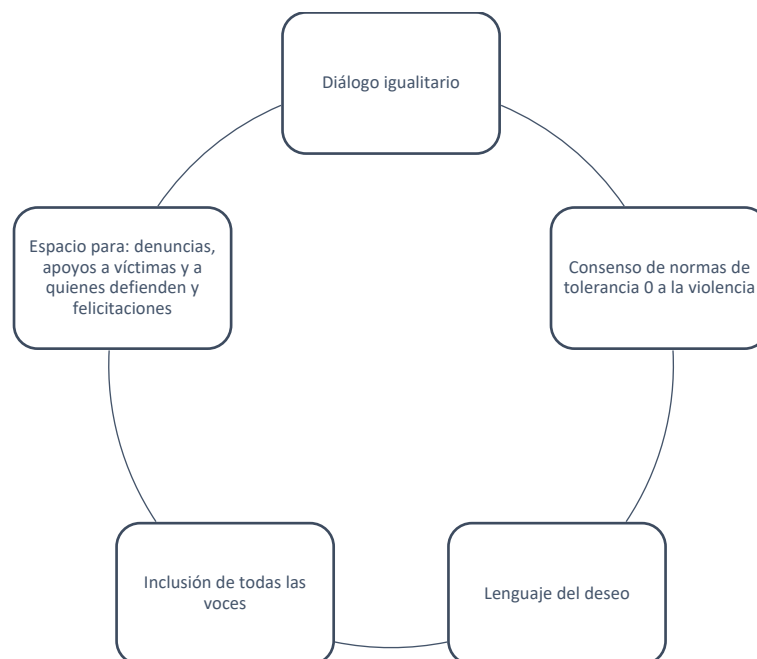 Diálogo igualitario
Espacio para: denuncias,
apoyos a víctimas y a
quienes defienden y
felicitaciones
Consenso de normas de
tolerancia 0 a la violencia
Inclusión de todas las
voces
Lenguaje del deseo